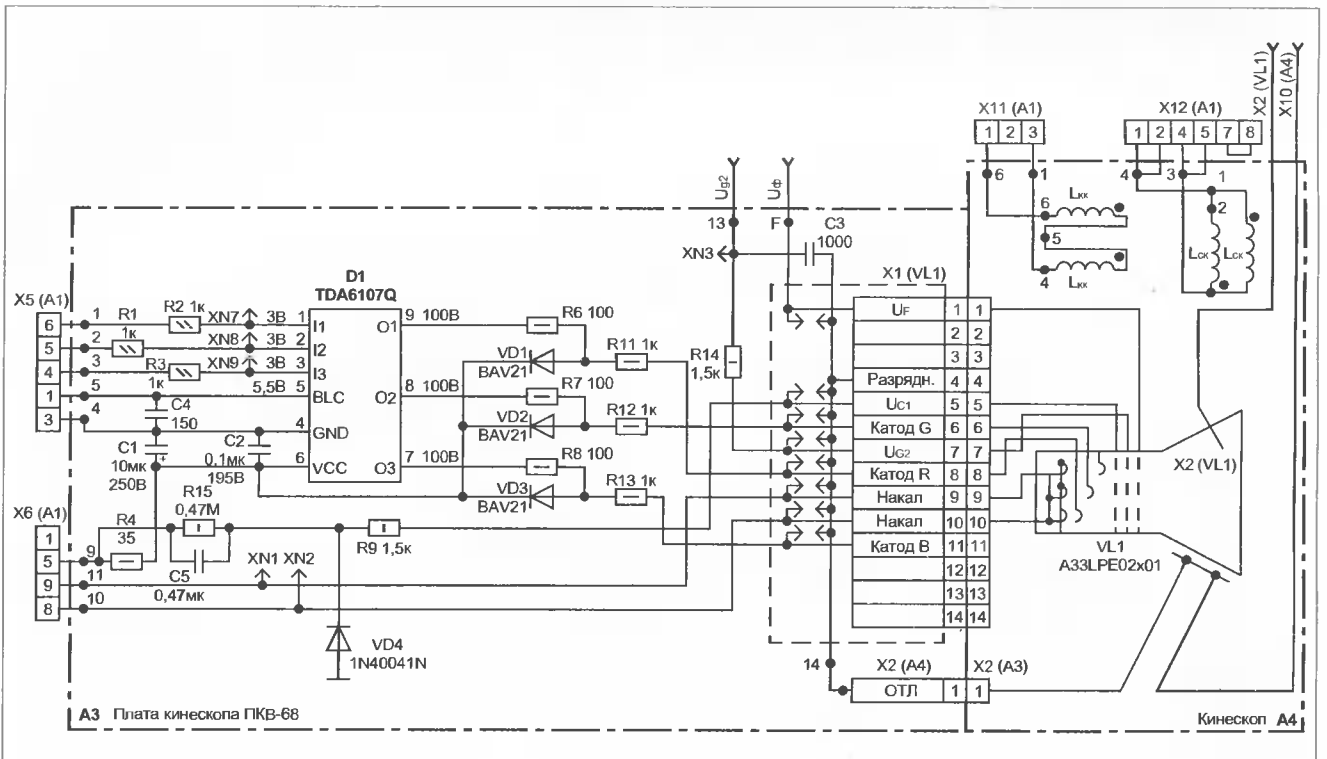 X2 (VL1)
X10 (A4)
X11 (A1)
X12 (A1)
1 2 3
1 2 4 5 7 8
6 1
4 3 1
Ug2
Uф
13 F
C3
1000
XN3
6 Lкк
5
4 Lкк
2
Lск Lск
D1
TDA6107Q
X5 (A1)
6 1 R1 R2 1к XN7 3В 1 I1 O1 9 100В R6 100
5 2 1к XN8 3В 2 I2
4 3 R3 XN9 3В 3 I3
1 5 1к 5,5В 5 BLC O2 8 100В R7 100
3 4 C4
150
4 GND
C1
10мк
250В
C2
0,1мк
195В
6 VCC O3 7 100В R8 100
VD1
BAV21
R11 1к
VD2
BAV21
R12 1к
VD3
BAV21
R13 1к
R14
1,5к
X1 (VL1)
UF 1 1
2 2
3 3
Разрядн. 4 4
UC1 5 5
Катод G 6 6
UG2 7 7
Катод R 8 8
Накал 9 9
Накал 10 10
Катод B 11 11
12 12
13 13
14 14
X2 (VL1)
VL1
A33LPE02x01
X6 (A1)
1
5 9
9 11
8 10
R4
35
R15
0,47М
C5
0,47мк
R9 1,5к
XN1 XN2
VD4
1N40041N
14 X2 (A4) X2 (A3)
ОТЛ 1 1
A3 Плата кинескопа ПКВ-68
Кинескоп A4